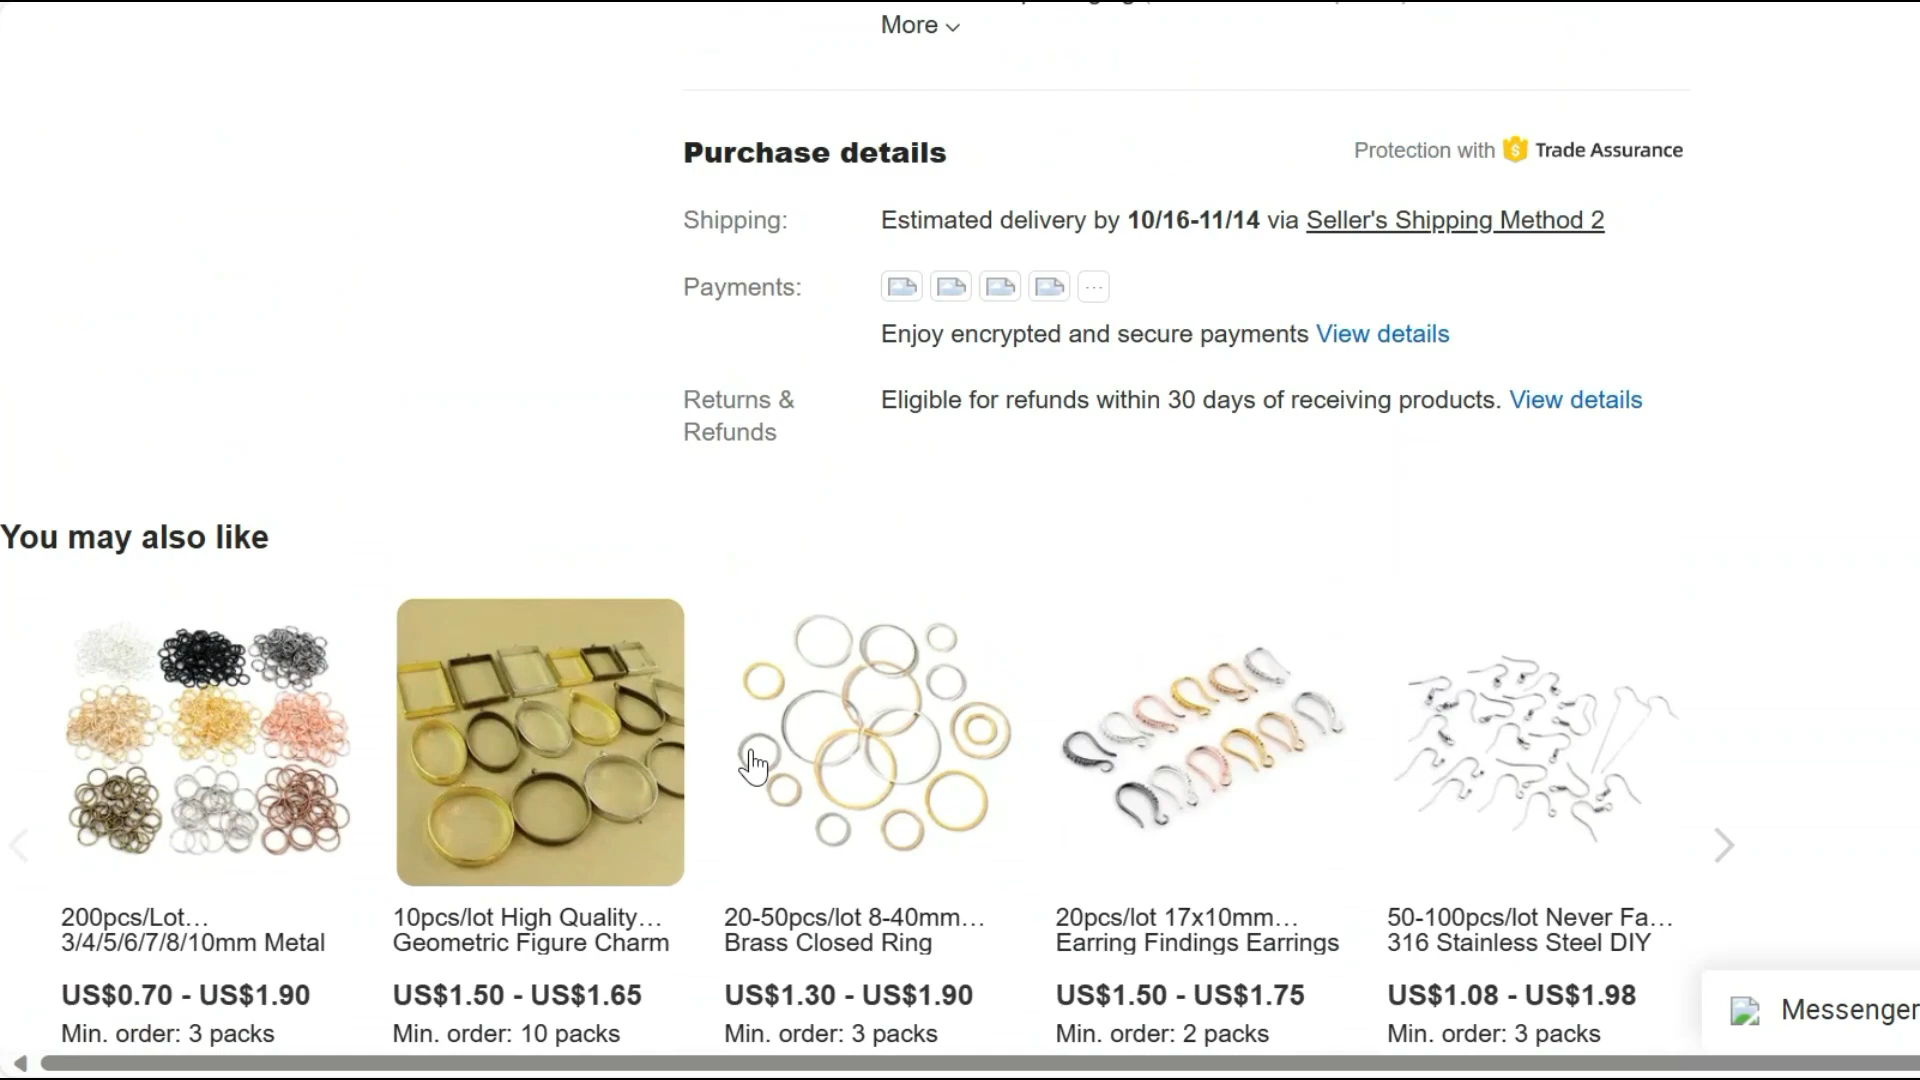 More
Purchase details
Protection with Trade Assurance
Shipping:
Estimated delivery by 10/16-11/14 via Seller's Shipping Method 2
Payments:
Enjoy encrypted and secure payments View details
Returns &
Refunds
Eligible for refunds within 30 days of receiving products. View details
You may also like
200pcs/Lot...
3/4/5/6/7/8/10mm Metal
US$0.70 - US$1.90
Min. order: 3 packs
10pcs/lot High Quality...
Geometric Figure Charm
US$1.50 - US$1.65
Min. order: 10 packs
20-50pcs/lot 8-40mm...
Brass Closed Ring
US$1.30 - US$1.90
Min. order: 3 packs
20pcs/lot 17x10mm...
Earring Findings Earrings
US$1.50 - US$1.75
Min. order: 2 packs
50-100pcs/lot Never Fa...
316 Stainless Steel DIY
US$1.08 - US$1.98
Min. order: 3 packs
Messenger